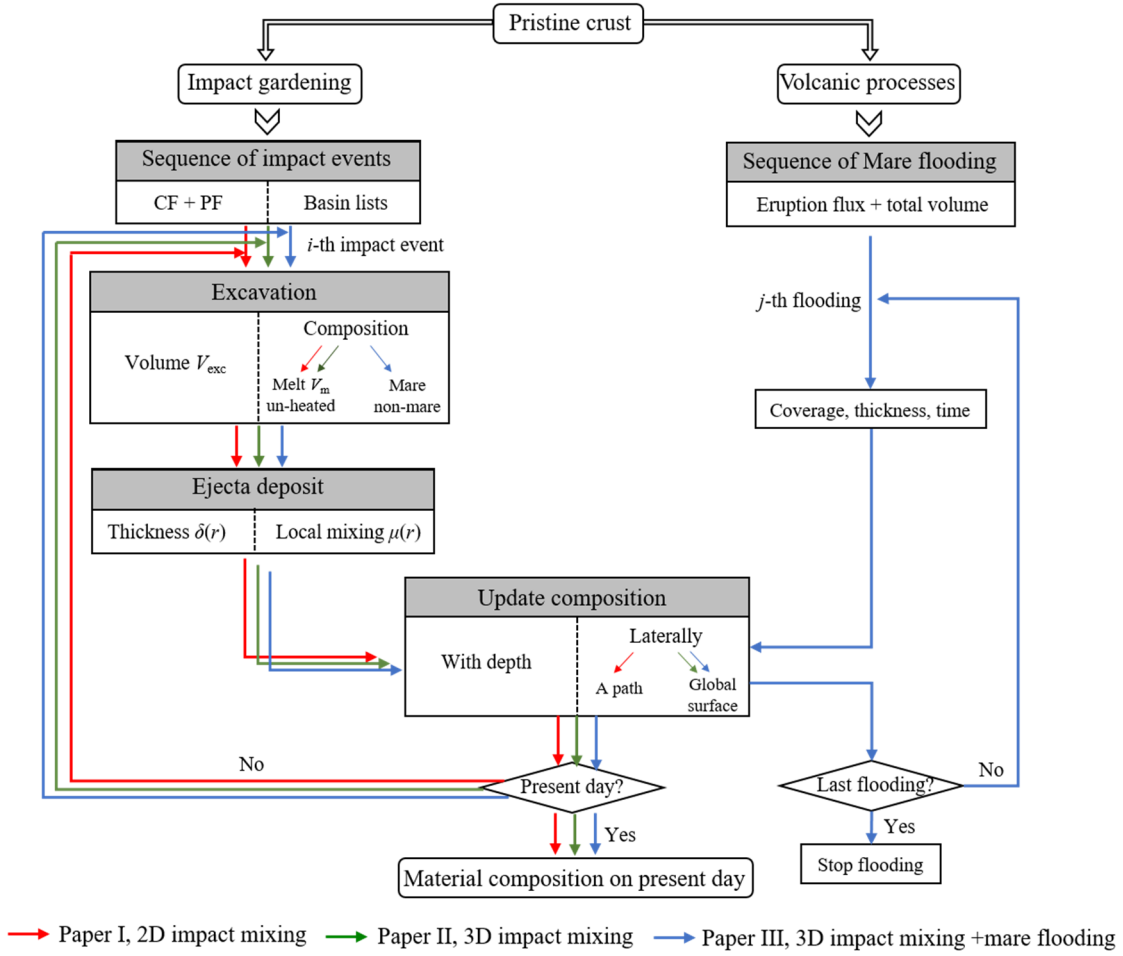 Pristine crust
Impact gardening
Volcanic processes
Sequence of impact events
CF + PF
Basin lists
Sequence of Mare flooding
Eruption flux + total volume
i-th impact event
Excavation
Volume Vexc
Composition
Melt Vm
un-heated
Mare
non-mare
j-th flooding
Coverage, thickness, time
Ejecta deposit
Thickness δ(r)
Local mixing μ(r)
Update composition
With depth
Laterally
A path
Global
surface
No
Present day?
Yes
Last flooding?
No
Yes
Stop flooding
Material composition on present day
Paper I, 2D impact mixing
Paper II, 3D impact mixing
Paper III, 3D impact mixing +mare flooding